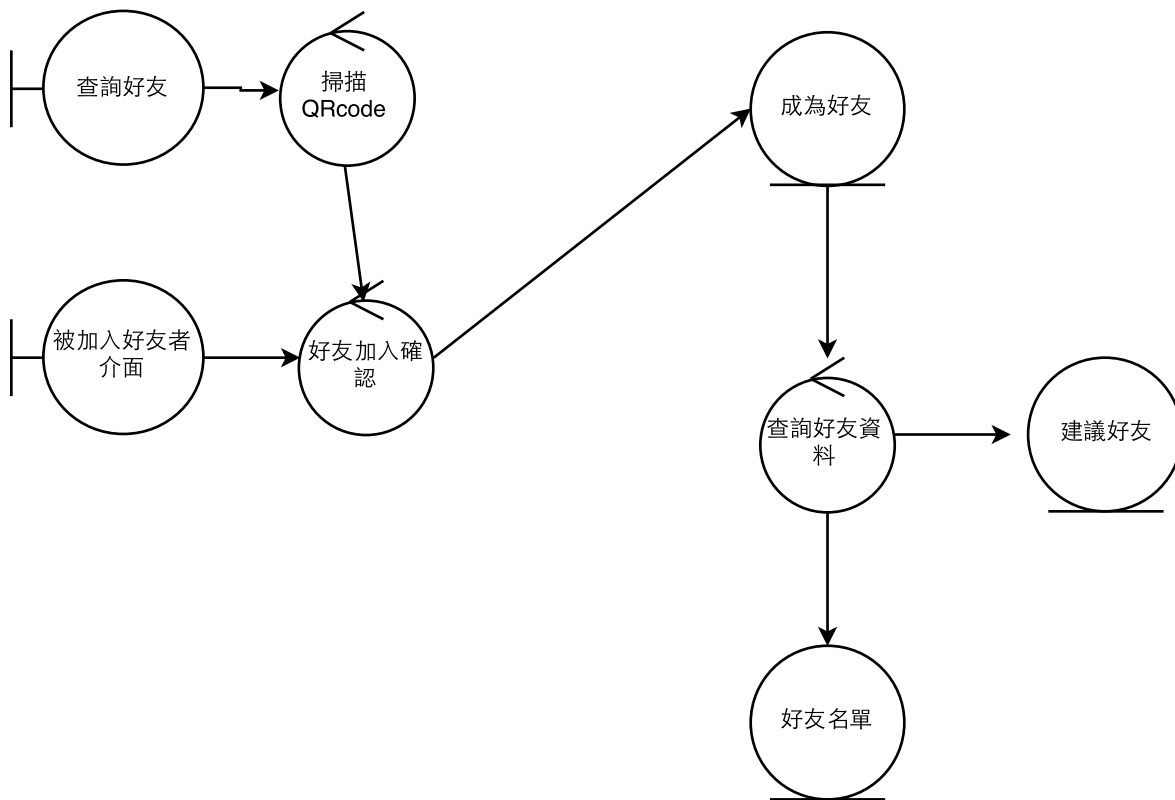 查詢好友
掃描
QRcode
成為好友
被加入好友者
介面
好友加入確
認
查詢好友資
料
建議好友
好友名單